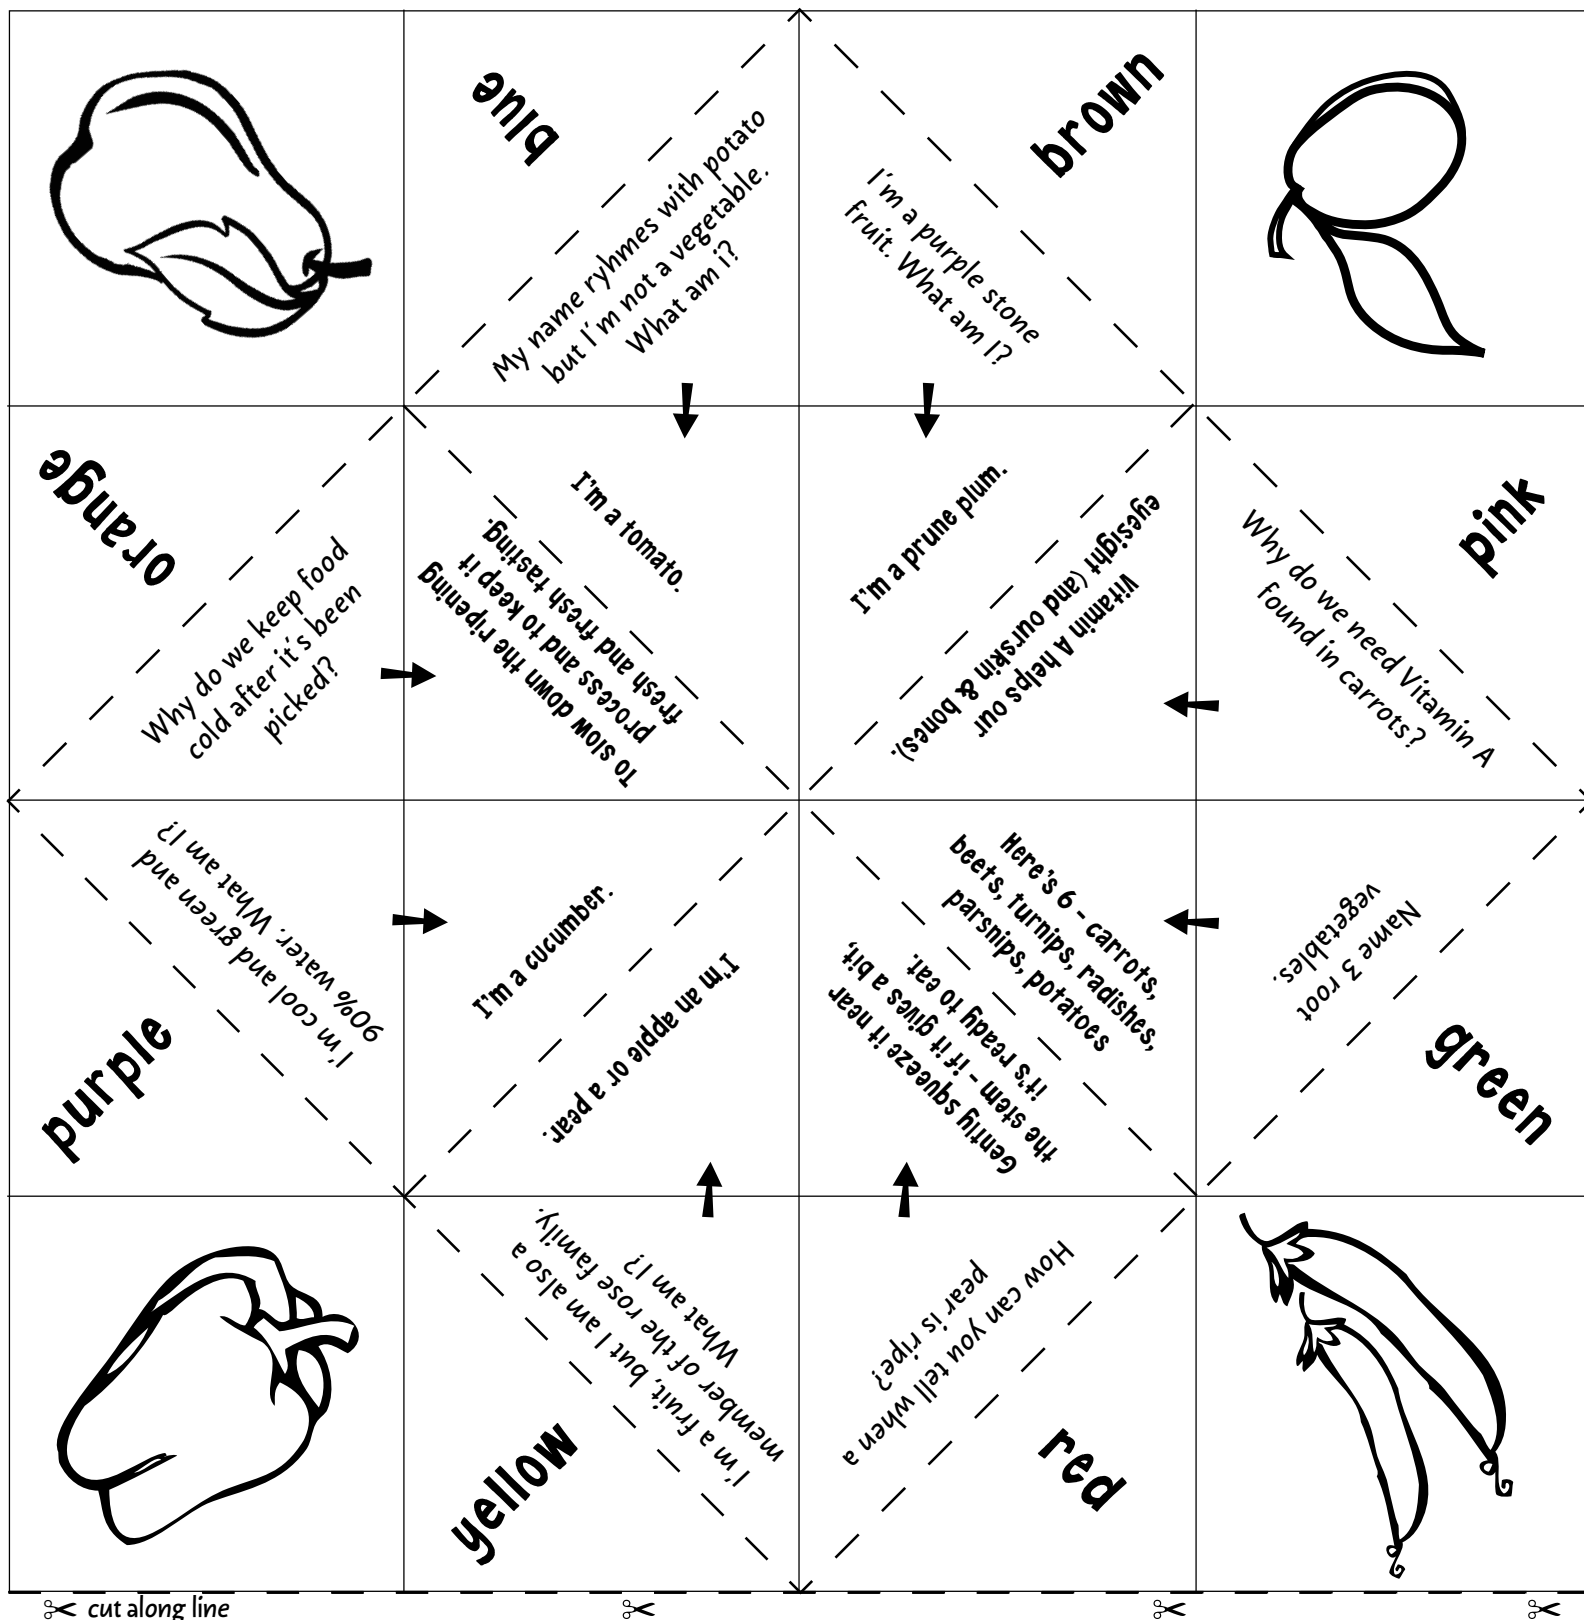 blue
My name ryhmes with potato
but I'm not a vegetable.
What am i?
brown
I'm a purple stone
fruit. What am I?
orange
Why do we keep food
cold after it's been
picked?
I'm a tomato.
To slow down the ripening
process and to keep it
fresh and fresh tasting.
I'm a prune plum.
Vitamin A helps our
eyesight (and ourskin & bones).
pink
Why do we need Vitamin A
found in carrots?
purple
I'm cool and green and
90% water. What am I?
I'm a cucumber.
I'm an apple or a pear.
Here's 6 - carrots,
beets, turnips, radishes,
parsnips, potatoes
Gently squeeze it near
the stem - if it gives a bit,
it's ready to eat.
Name 3 root
vegetables.
green
yellow
I'm a fruit, but I am also a
member of the rose family.
What am I?
How can you tell when a
pear is ripe?
red
cut along line